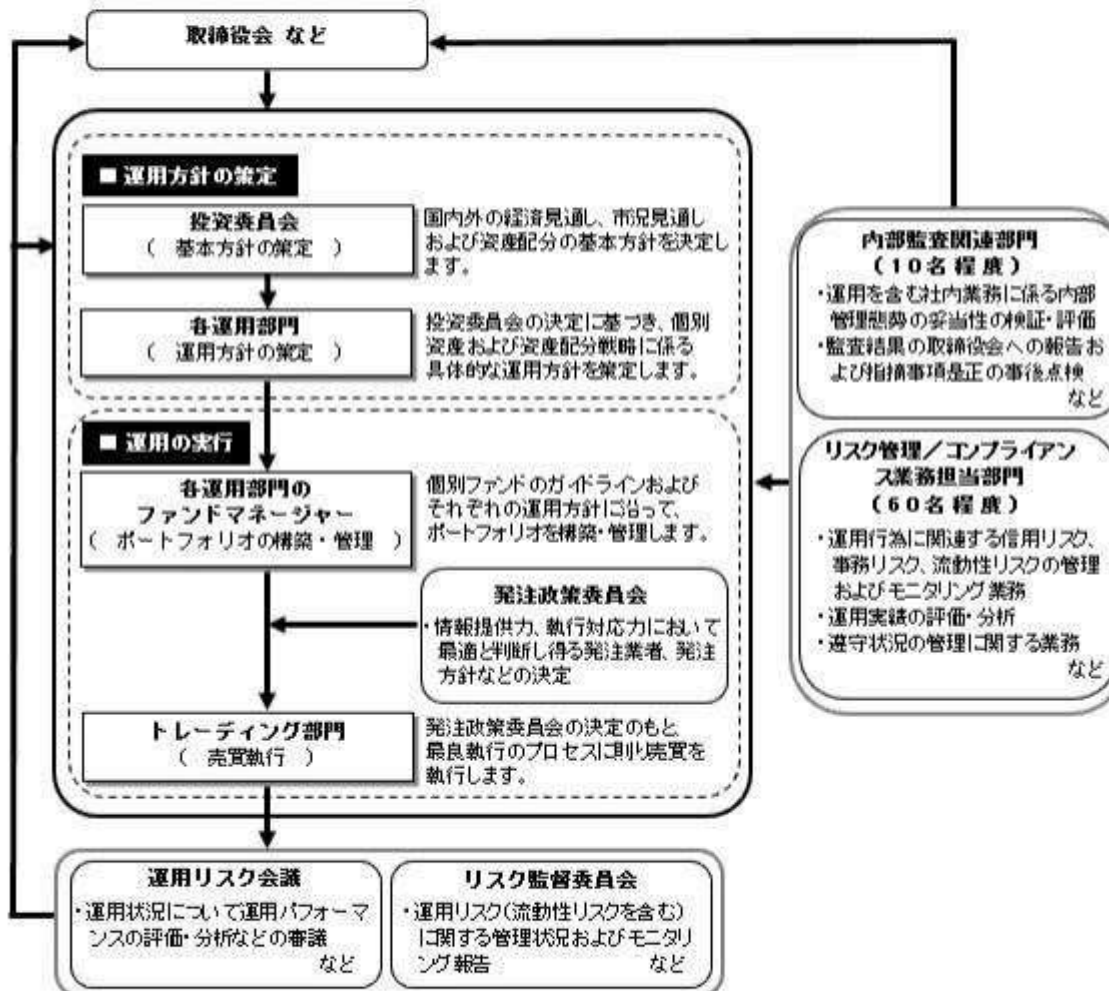 取締役会 など
■ 運用方針の策定
投資委員会
( 基本方針の策定 )
国内外の経済見通し、市況見通し
および資産配分の基本方針を決定し
ます。
各運用部門
( 運用方針の策定 )
投資委員会の決定に基づき、個別
資産および資産配分戦略に係る
具体的な運用方針を策定します。
■ 運用の実行
各運用部門の
ファンドマネージャー
( ポートフォリオの構築・管理 )
個別ファンドのガイドラインおよび
それぞれの運用方針に沿って、
ポートフォリオを構築・管理します。
発注政策委員会
・情報提供力、執行対応力において
最適と判断し得る発注業者、発注
方針などの決定
トレーディング部門
( 売買執行 )
発注政策委員会の決定のもと
最良執行のプロセスに則り売買を
執行します。
内部監査関連部門
(10名程度)
・運用を含む社内業務に係る内部
管理態勢の妥当性の検証・評価
・監査結果の取締役会への報告お
よび指摘事項是正の事後点検
など
リスク管理/コンプライアン
ス業務担当部門
(60名程度)
・運用行為に関連する信用リスク、
事務リスク、流動性リスクの管理
およびモニタリング業務
・運用実績の評価・分析
・遵守状況の管理に関する業務
など
運用リスク会議
・運用状況について運用パフォーマ
ンスの評価・分析などの審議
など
リスク監督委員会
・運用リスク(流動性リスクを含む)
に関する管理状況およびモニタリ
ング報告 など